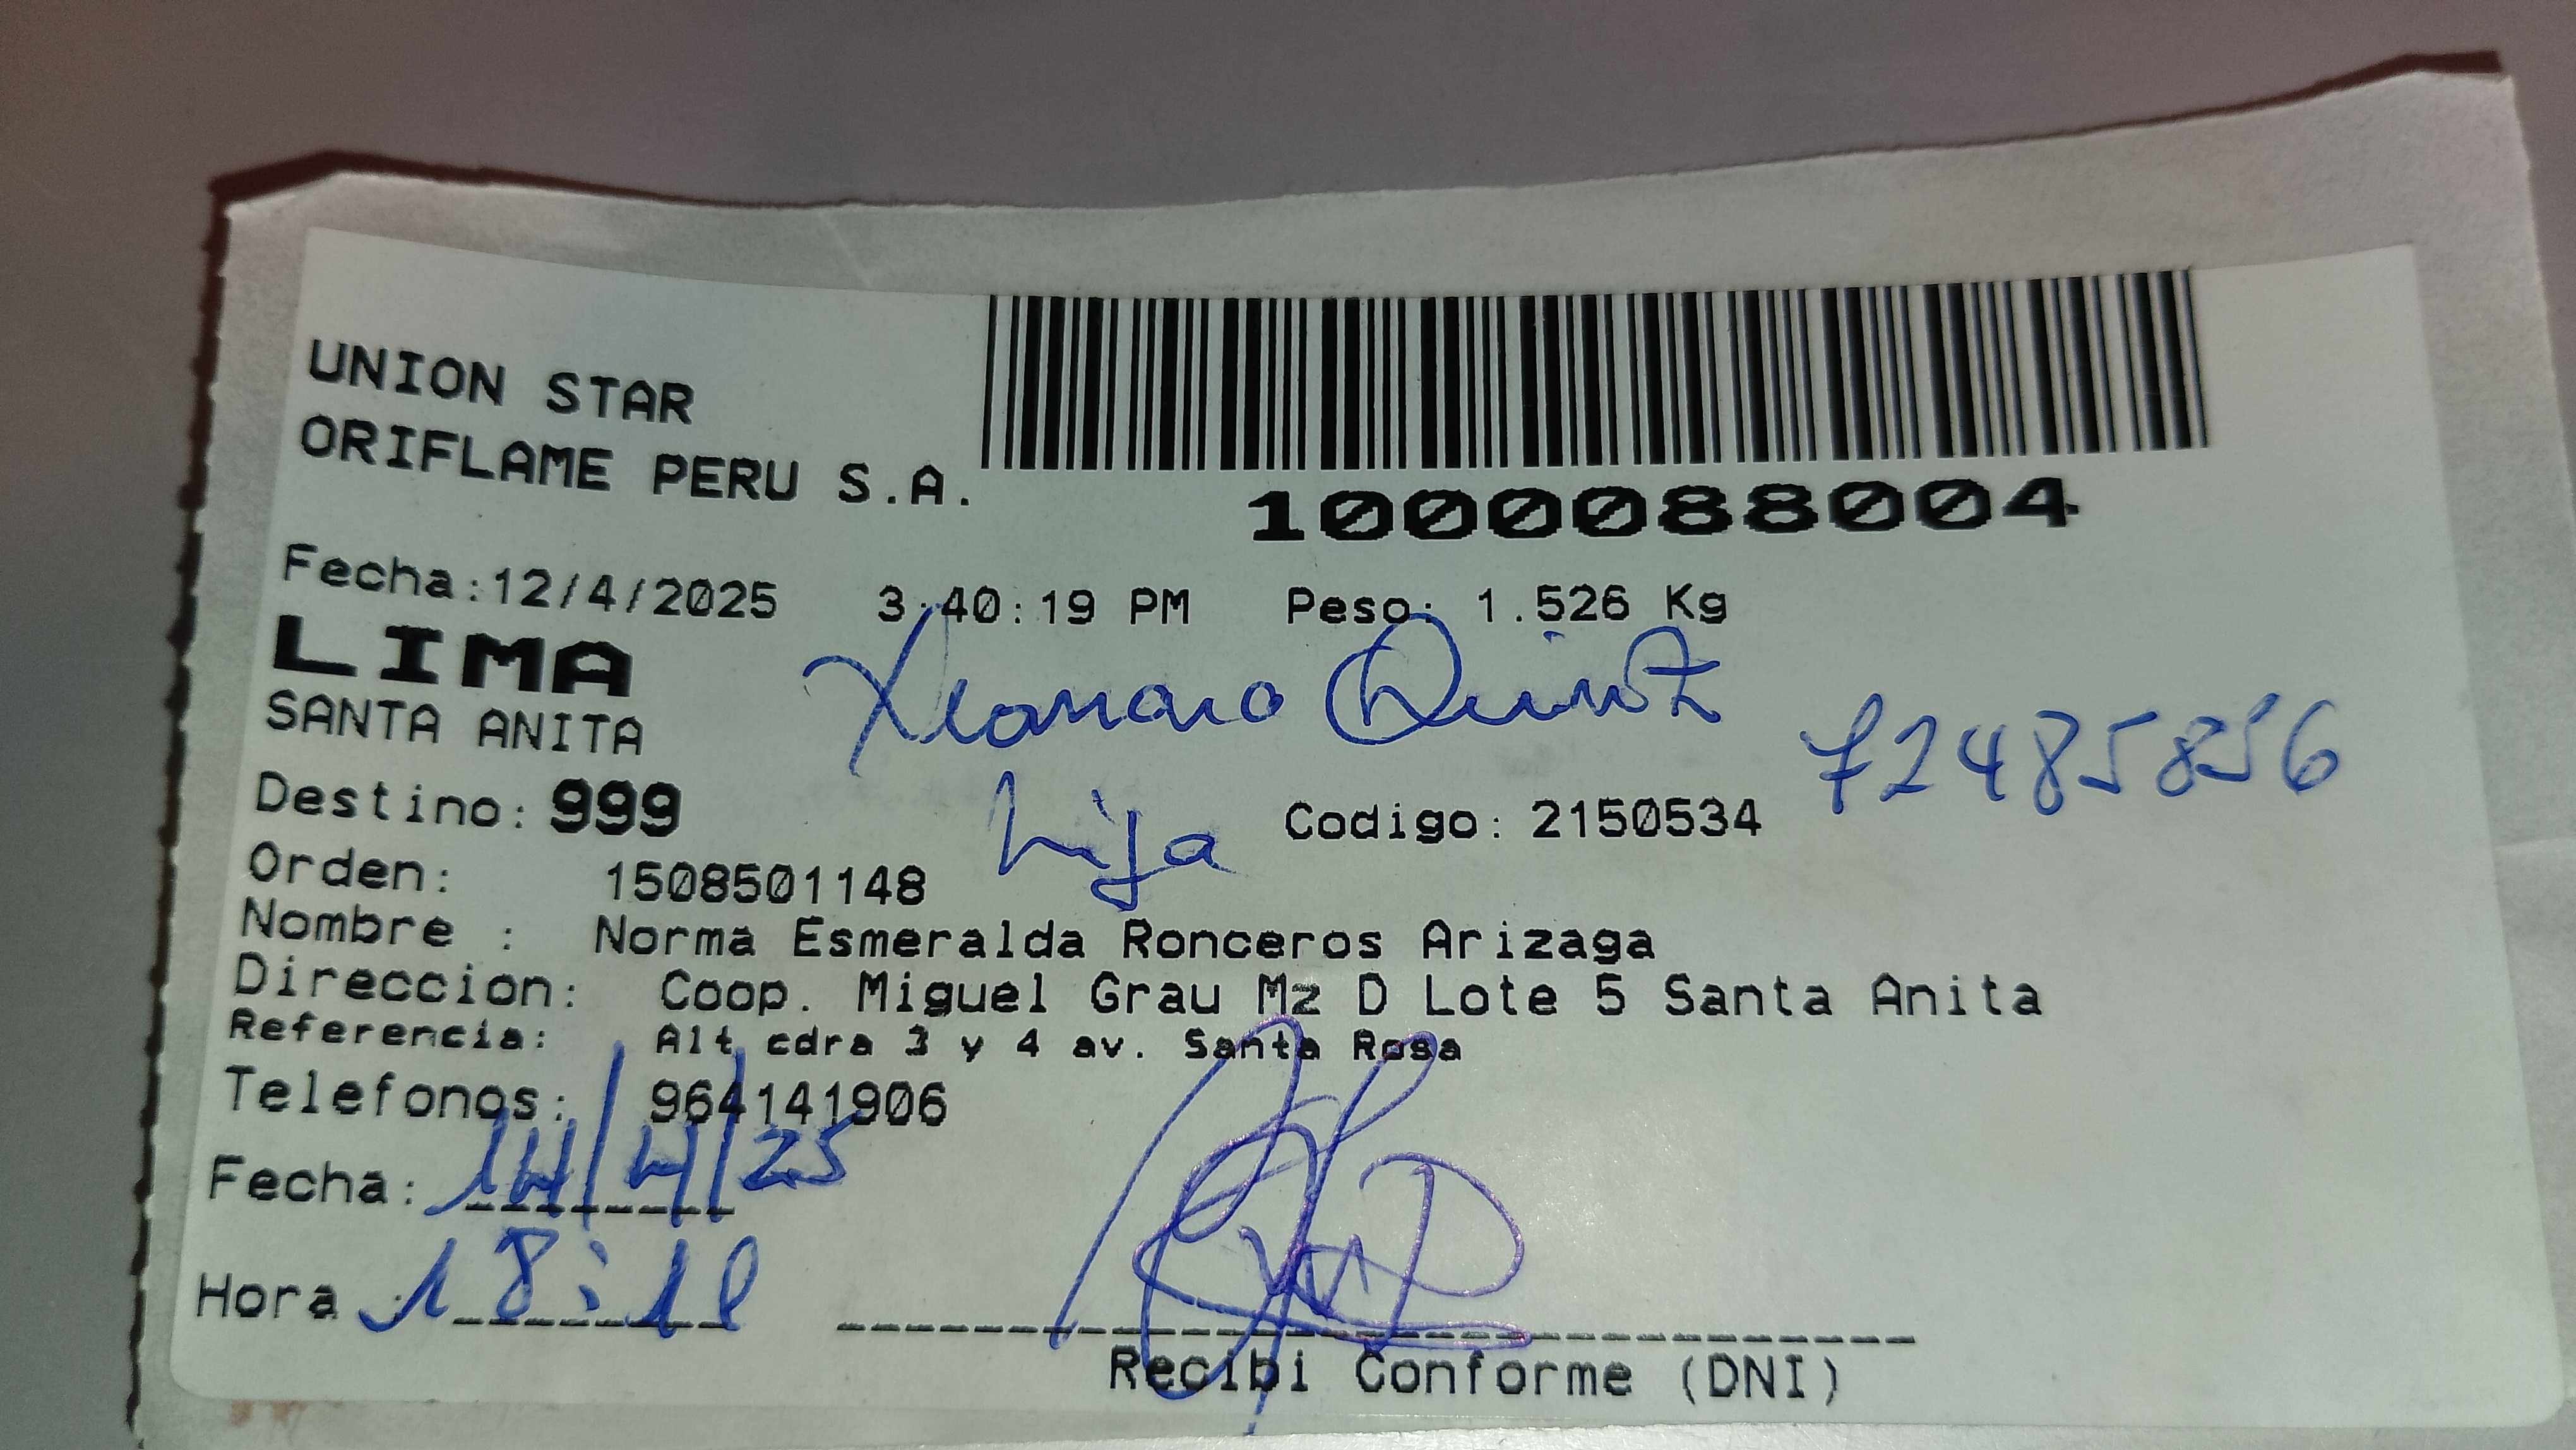 UNION STAR
ORIFLAME PERU S.A.
1000088004
Fecha:12/4/2025 3:40:19 PM Peso: 1.526 Kg
LIMA
SANTA ANITA
72485856
Destino: 999
hija
Codigo: 2150534
Orden: 1508501148
Nombre : Norma Esmeralda Ronceros Arizaga
Direccion: Coop. Miguel Grau Mz D Lote 5 Santa Anita
Referencia: Alt cdra 3 y 4 av. Santa Rosa
Telefonos: 964141906
Fecha: 14/4/25
Hora :
Recibi Conforme (DNI)